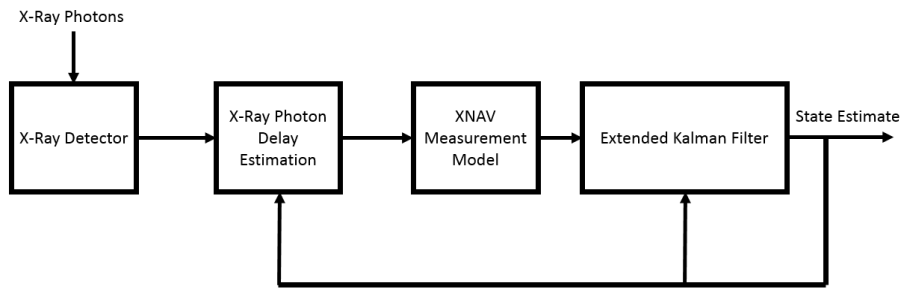 X-Ray Photons
X-Ray Detector
X-Ray Photon
Delay
Estimation
XNAV
Measurement
Model
Extended Kalman Filter
State Estimate